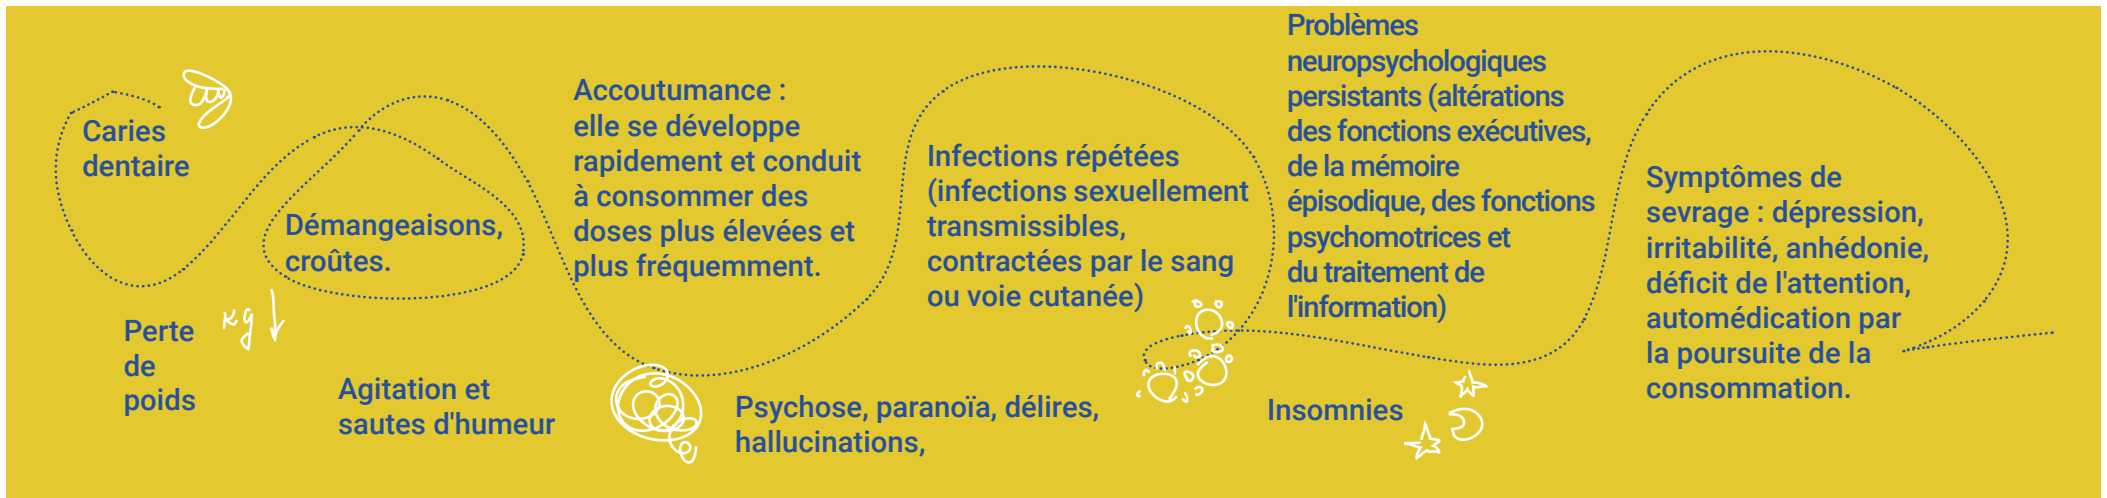 Caries
dentaire
Perte
de
poids
kg
Démangeaisons,
croûtes.
Agitation et
sautes d'humeur
Accoutumance :
elle se développe
rapidement et conduit
à consommer des
doses plus élevées et
plus fréquemment.
Psychose, paranoïa, délires,
hallucinations,
Infections répétées
(infections sexuellement
transmissibles,
contractées par le sang
ou voie cutanée)
Problèmes
neuropsychologiques
persistants (altérations
des fonctions exécutives,
de la mémoire
épisodique, des fonctions
psychomotrices et
du traitement de
l'information)
Insomnies
Symptômes de
sevrage : dépression,
irritabilité, anhédonie,
déficit de l'attention,
automédication par
la poursuite de la
consommation.